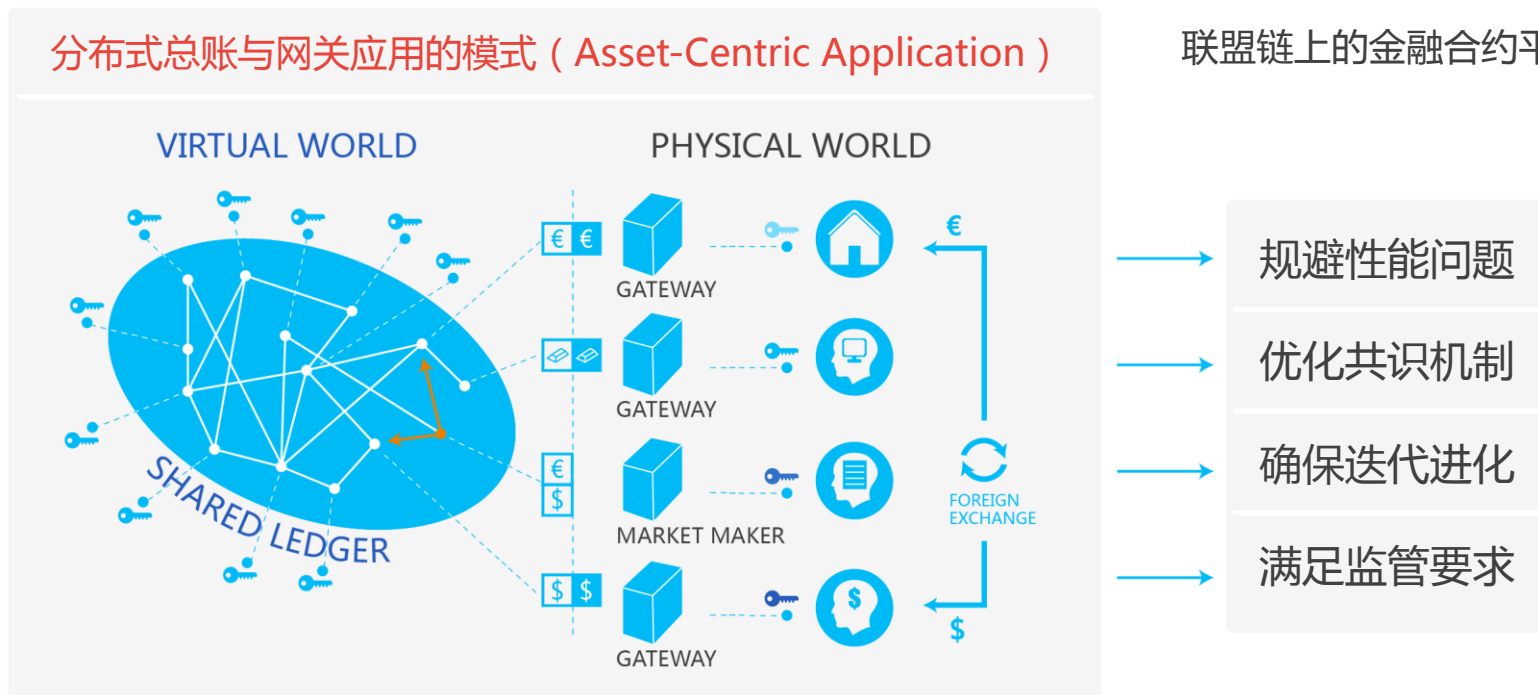 分布式总账与网关应用的模式（Asset-Centric Application）
联盟链上的金融合约
VIRTUAL WORLD
PHYSICAL WORLD
€ €
GATEWAY
€
GATEWAY
€
$
MARKET MAKER
FOREIGN
EXCHANGE
$ $
GATEWAY
$
$
SHARED LEDGER
规避性能问题
优化共识机制
确保迭代进化
满足监管要求